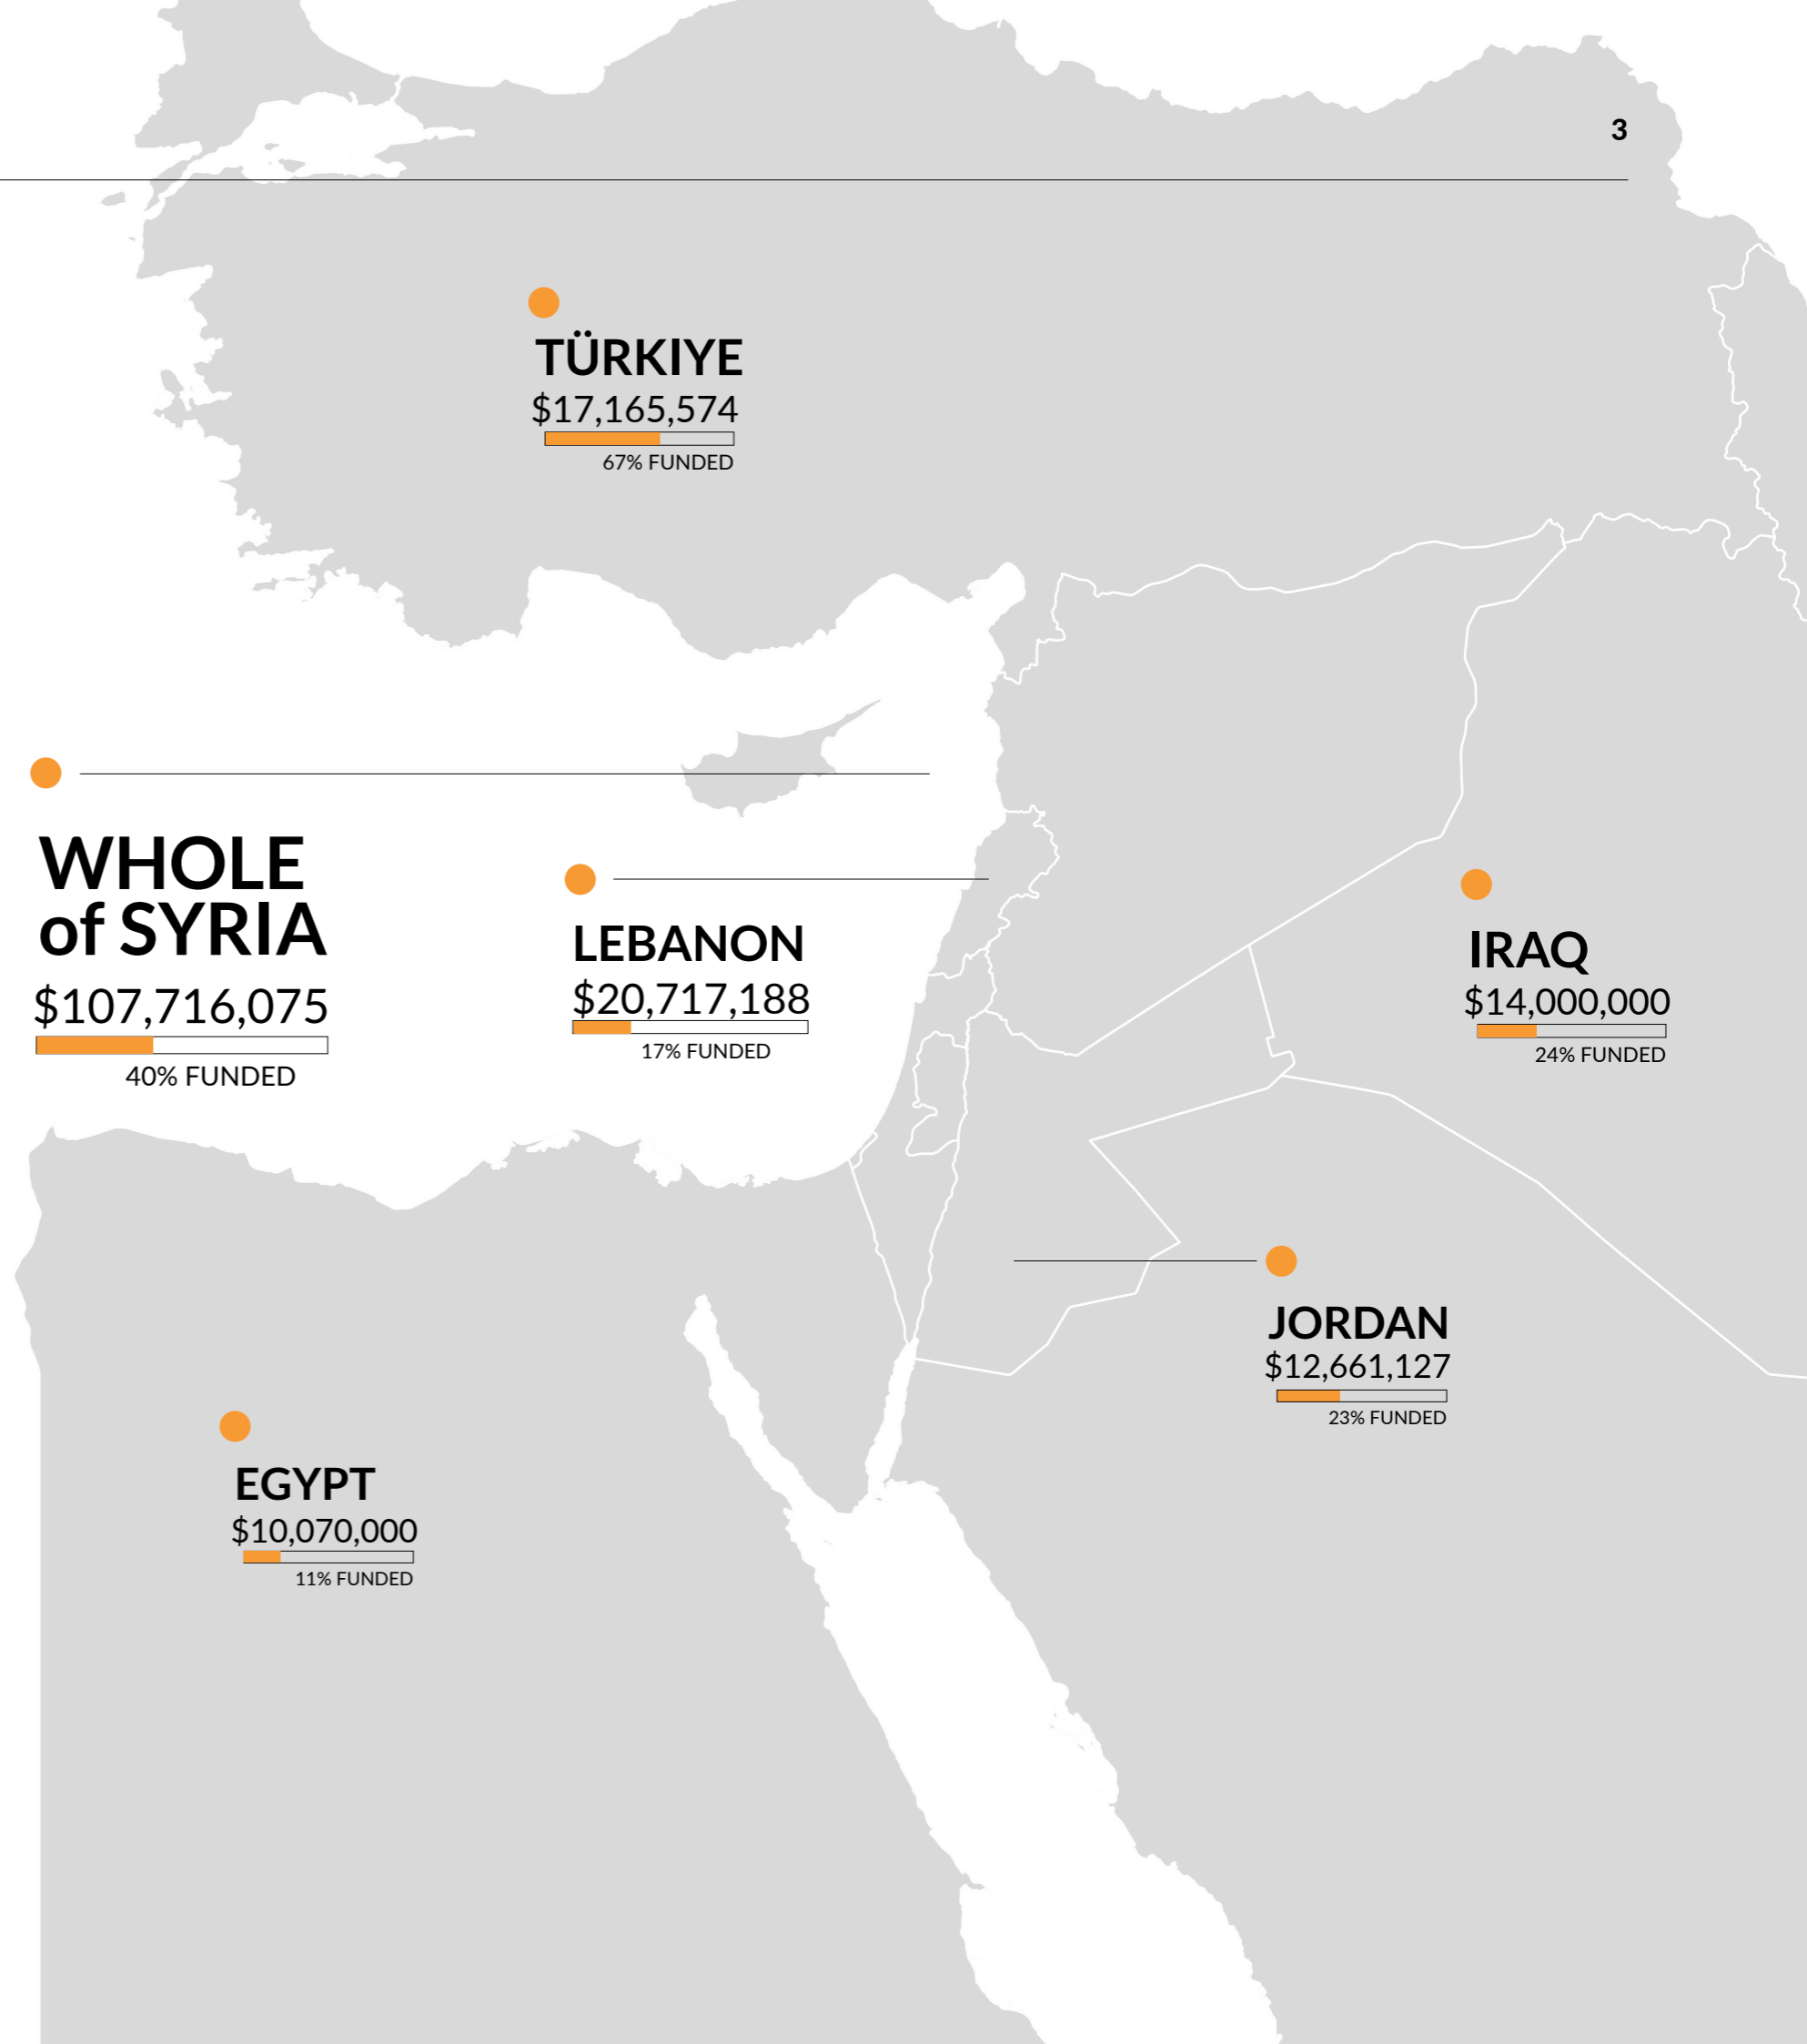 3
TÜRKIYE
$17,165,574
67% FUNDED
WHOLE
of SYRIA
$107,716,075
40% FUNDED
LEBANON
$20,717,188
17% FUNDED
IRAQ
$14,000,000
24% FUNDED
JORDAN
$12,661,127
23% FUNDED
EGYPT
$10,070,000
11% FUNDED